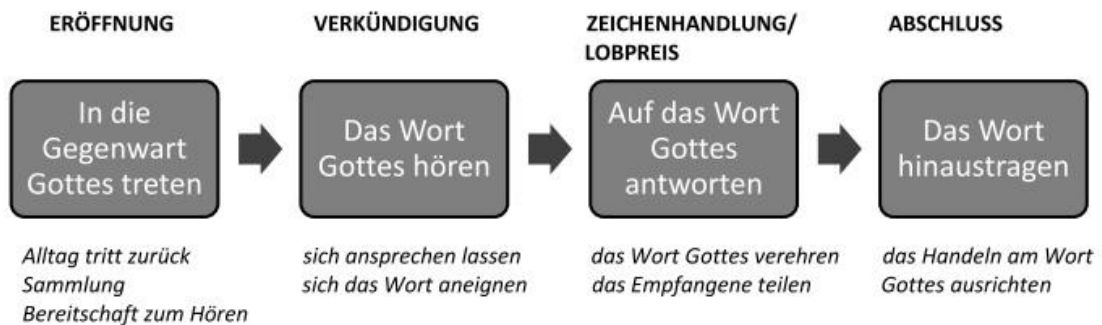 ERÖFFNUNG
In die
Gegenwart
Gottes treten
Alltag tritt zurück
Sammlung
Bereitschaft zum Hören
VERKÜNDIGUNG
Das Wort
Gottes hören
sich ansprechen lassen
sich das Wort aneignen
ZEICHENHANDLUNG/
LOBPREIS
Auf das Wort
Gottes
antworten
das Wort Gottes verehren
das Empfangene teilen
ABSCHLUSS
Das Wort
hinaustragen
das Handeln am Wort
Gottes ausrichten